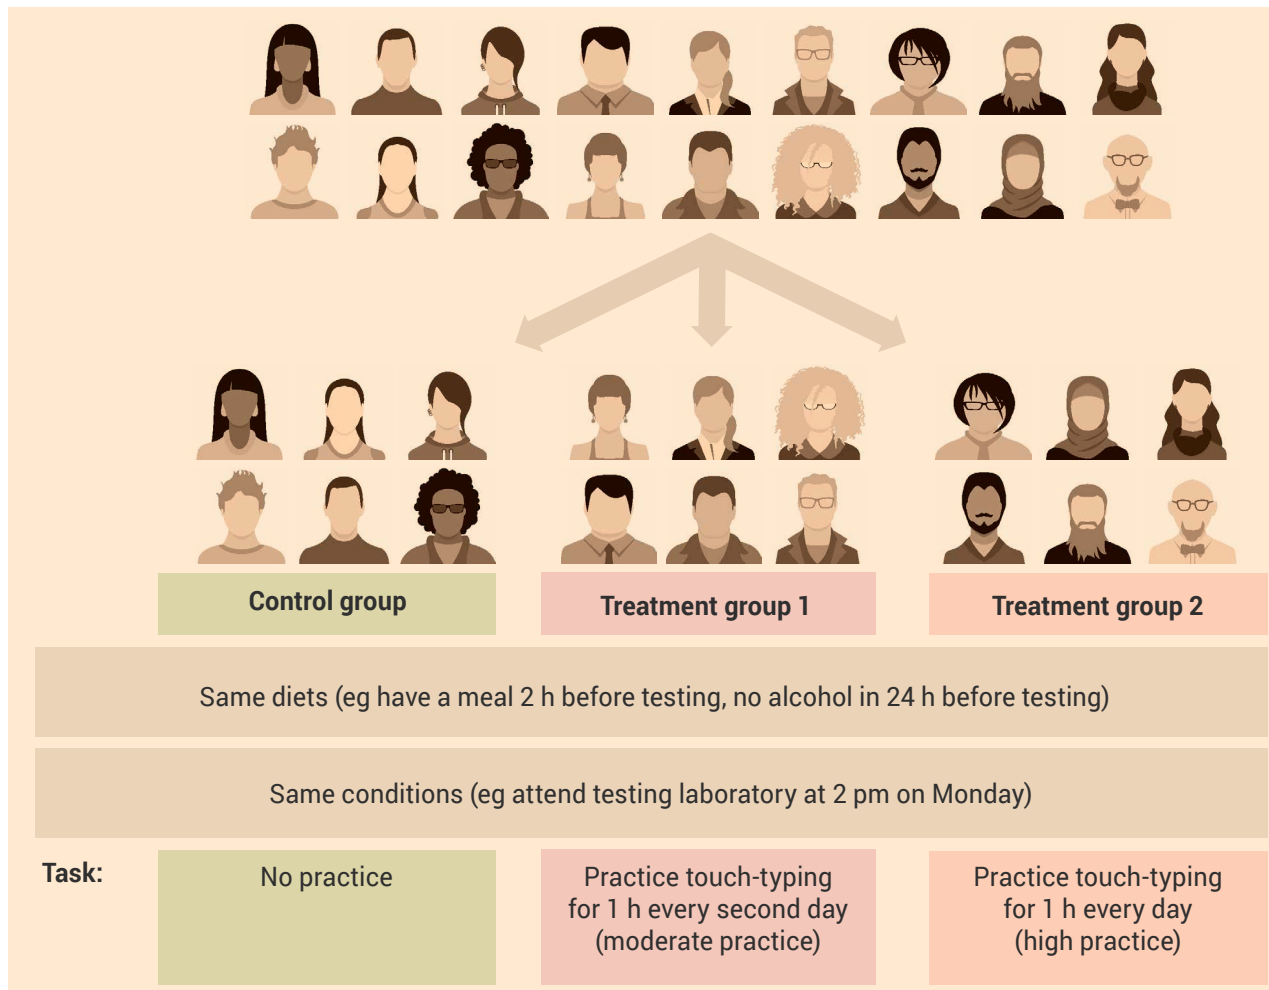 Control group
Treatment group 1
Treatment group 2
Same diets (eg have a meal 2 h before testing, no alcohol in 24 h before testing)
Same conditions (eg attend testing laboratory at 2 pm on Monday)
Task:
No practice
Practice touch-typing
for 1 h every second day
(moderate practice)
Practice touch-typing
for 1 h every day
(high practice)